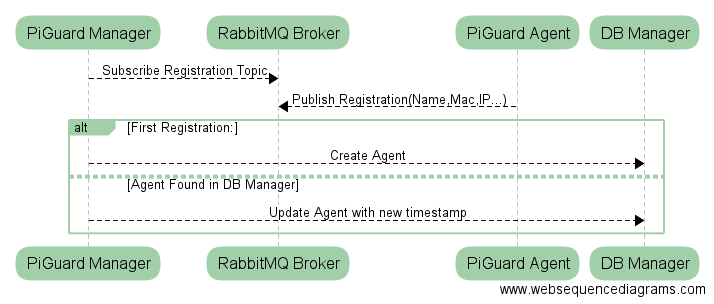 PiGuard Manager RabbitMQ Broker PiGuard Agent DB Manager
Subscribe Registration Topic
Publish Registration(Name,Mac,IP...)
alt [First Registration:]
Create Agent
[Agent Found in DB Manager]
Update Agent with new timestamp
PiGuard Manager RabbitMQ Broker PiGuard Agent DB Manager
www.websequencediagrams.com